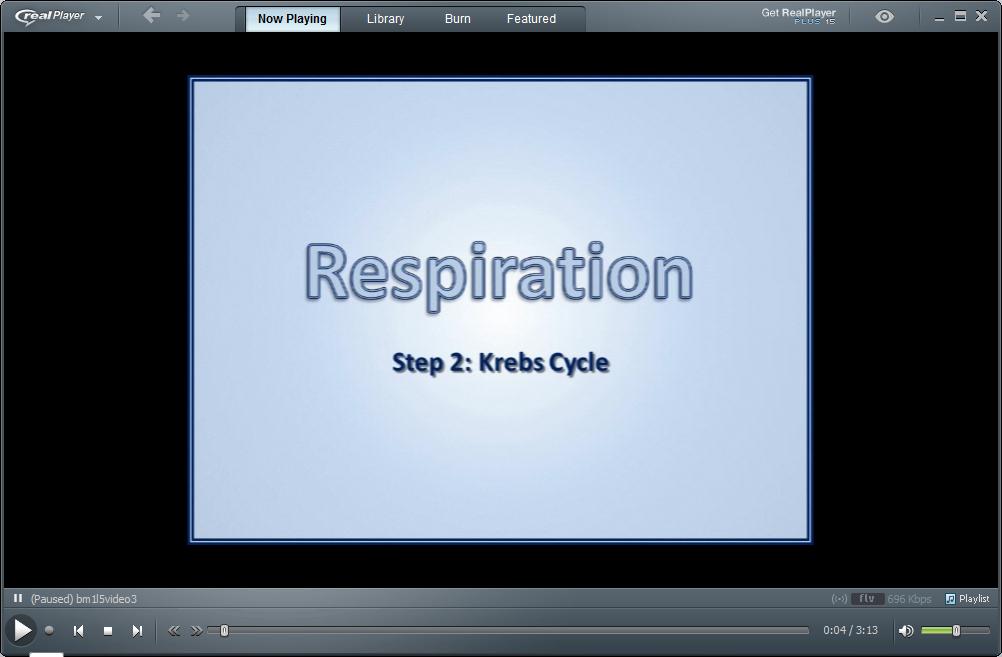 realPlayer
Now Playing
Library
Burn
Featured
Get RealPlayer
PLUS 15
Respiration
Step 2: Krebs Cycle
(Paused) bm1l5video3
flv
696 Kbps
Playlist
0:04 / 3:13